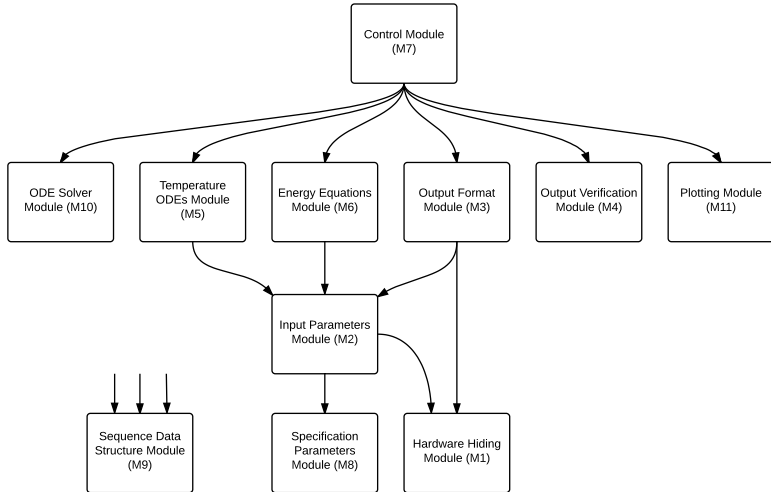 Control Module
(M7)
ODE Solver
Module (M10)
Temperature
ODEs Module
(M5)
Energy Equations
Module (M6)
Output Format
Module (M3)
Output Verification
Module (M4)
Plotting Module
(M11)
Input Parameters
Module (M2)
Sequence Data
Structure Module
(M9)
Specification
Parameters
Module (M8)
Hardware Hiding
Module (M1)